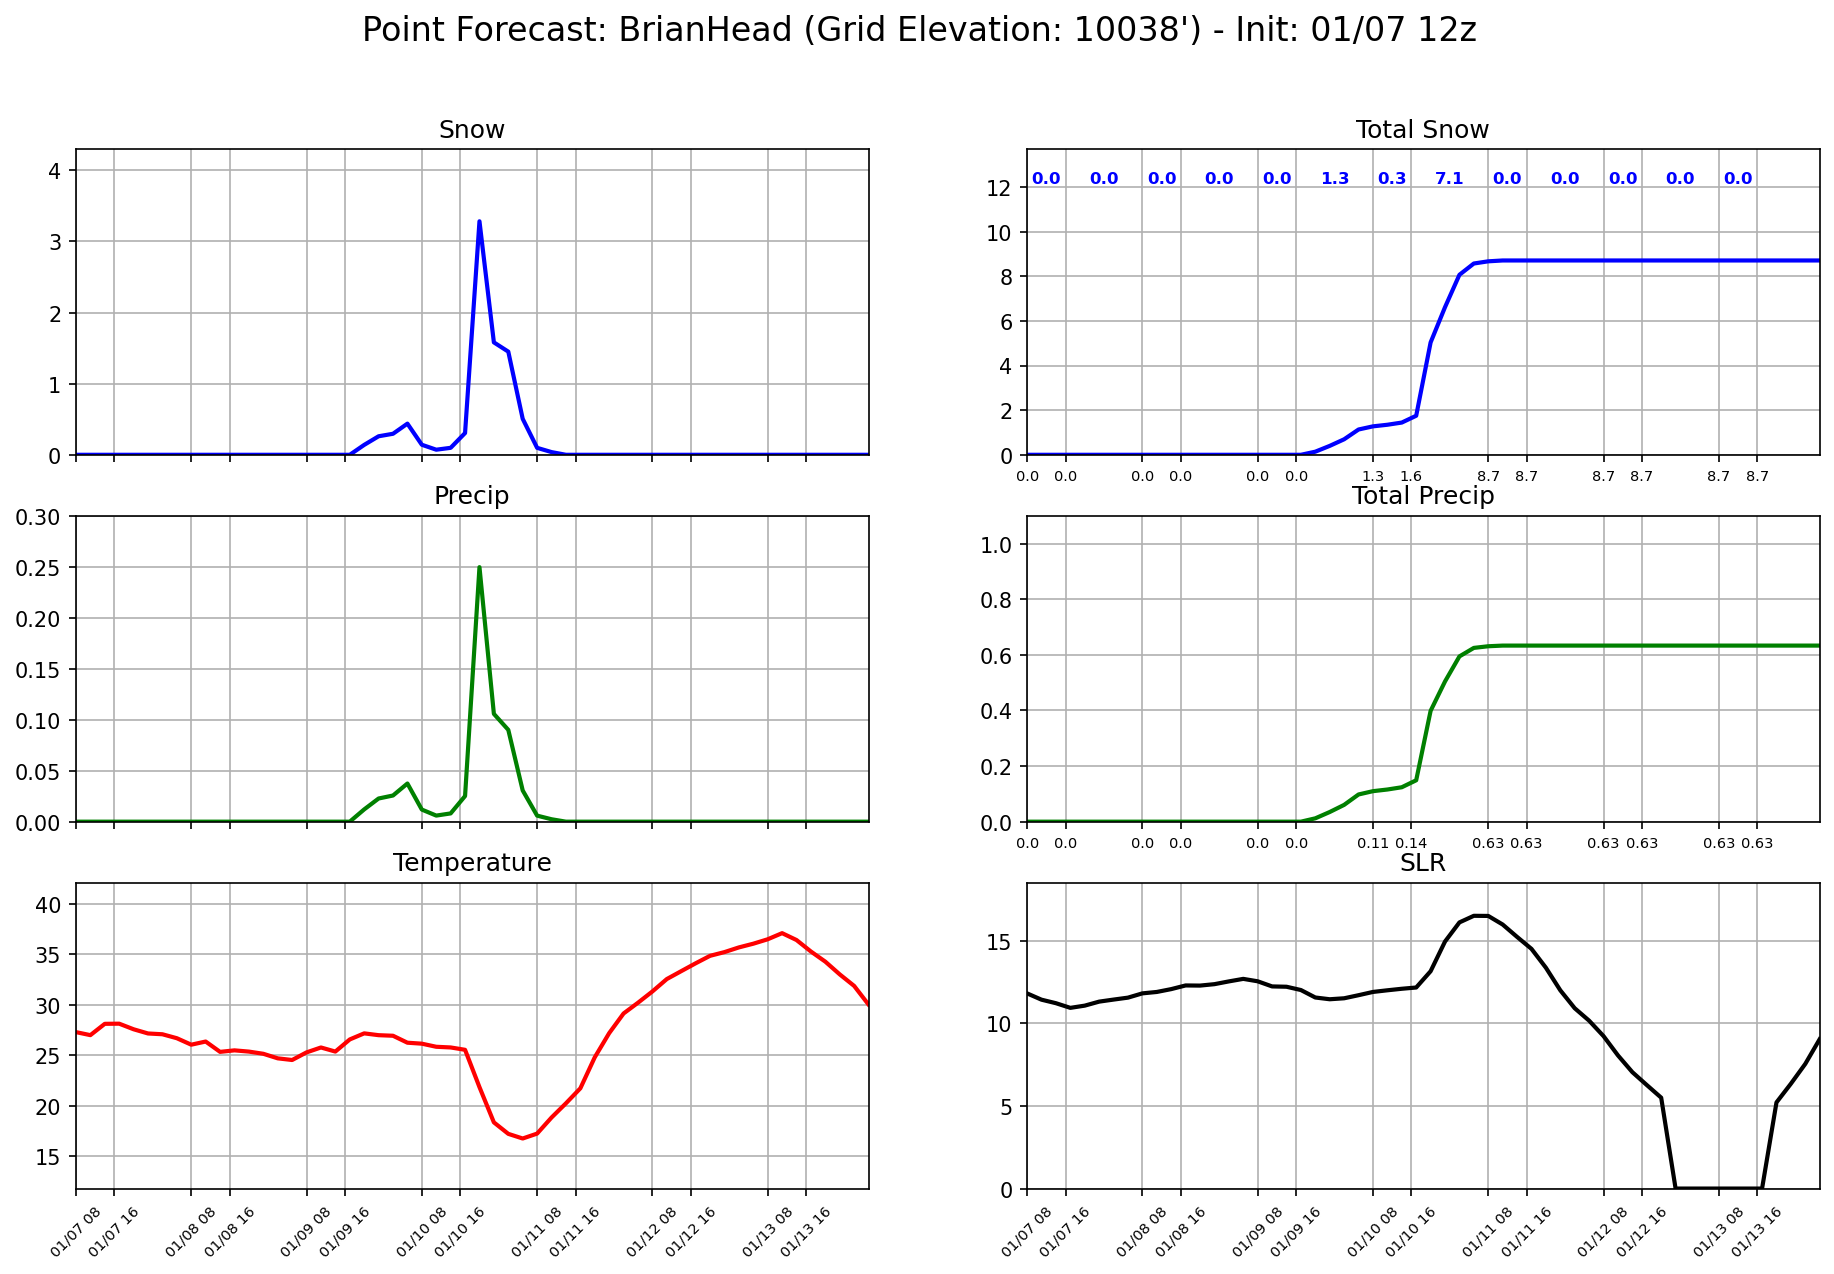 Point Forecast: BrianHead (Grid Elevation: 10038') - Init: 01/07 12z
Snow
4
3
2
1
0
Total Snow
0.0 0.0 0.0 0.0 0.0 1.3 0.3 7.1 0.0 0.0 0.0 0.0 0.0
12
10
8
6
4
2
0
0.0 0.0 0.0 0.0 0.0 0.0 1.3 1.6 8.7 8.7 8.7 8.7 8.7 8.7
Precip
0.30
0.25
0.20
0.15
0.10
0.05
0.00
Total Precip
1.0
0.8
0.6
0.4
0.2
0.0
0.0 0.0 0.0 0.0 0.0 0.0 0.11 0.14 0.63 0.63 0.63 0.63 0.63 0.63
Temperature
40
35
30
25
20
15
01/07 08 01/07 16 01/08 08 01/08 16 01/09 08 01/09 16 01/10 08 01/10 16 01/11 08 01/11 16 01/12 08 01/12 16 01/13 08 01/13 16
SLR
15
10
5
0
01/07 08 01/07 16 01/08 08 01/08 16 01/09 08 01/09 16 01/10 08 01/10 16 01/11 08 01/11 16 01/12 08 01/12 16 01/13 08 01/13 16